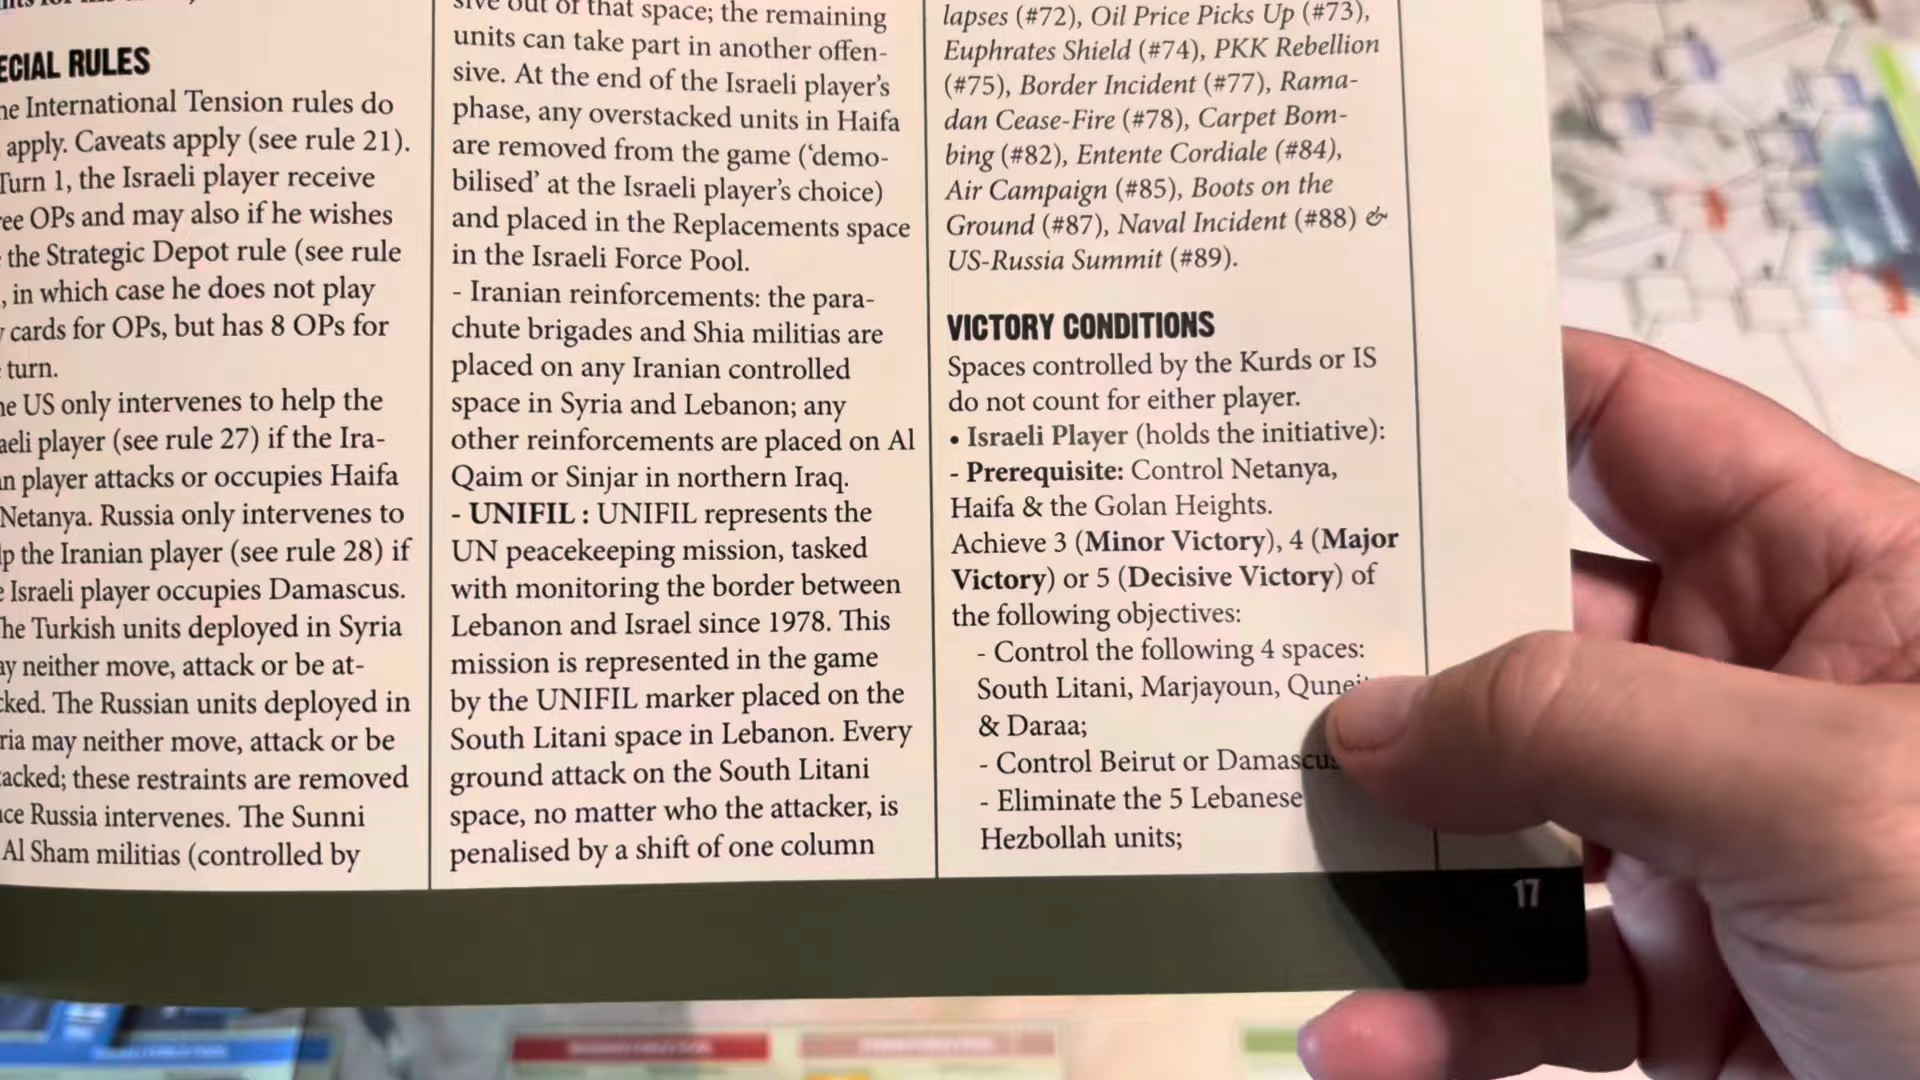 ECIAL RULES
ne International Tension rules do
apply. Caveats apply (see rule 21).
Turn 1, the Israeli player receive
ree OPs and may also if he wishes
the Strategic Depot rule (see rule
, in which case he does not play
y cards for OPs, but has 8 OPs for
turn.
he US only intervenes to help the
aeli player (see rule 27) if the Ira-
an player attacks or occupies Haifa
Netanya. Russia only intervenes to
lp the Iranian player (see rule 28) if
e Israeli player occupies Damascus.
he Turkish units deployed in Syria
ay neither move, attack or be at-
cked. The Russian units deployed in
ria may neither move, attack or be
tacked; these restraints are removed
nce Russia intervenes. The Sunni
Al Sham militias (controlled by
sive out of that space; the remaining
units can take part in another offen-
sive. At the end of the Israeli player's
phase, any overstacked units in Haifa
are removed from the game ('demo-
bilised' at the Israeli player's choice)
and placed in the Replacements space
in the Israeli Force Pool.
- Iranian reinforcements: the para-
chute brigades and Shia militias are
placed on any Iranian controlled
space in Syria and Lebanon; any
other reinforcements are placed on Al
Qaim or Sinjar in northern Iraq.
- UNIFIL : UNIFIL represents the
UN peacekeeping mission, tasked
with monitoring the border between
Lebanon and Israel since 1978. This
mission is represented in the game
by the UNIFIL marker placed on the
South Litani space in Lebanon. Every
ground attack on the South Litani
space, no matter who the attacker, is
penalised by a shift of one column
lapses (#72), Oil Price Picks Up (#73),
Euphrates Shield (#74), PKK Rebellion
(#75), Border Incident (#77), Rama-
dan Cease-Fire (#78), Carpet Bom-
bing (#82), Entente Cordiale (#84),
Air Campaign (#85), Boots on the
Ground (#87), Naval Incident (#88) &
US-Russia Summit (#89).
VICTORY CONDITIONS
Spaces controlled by the Kurds or IS
do not count for either player.
• Israeli Player (holds the initiative):
- Prerequisite: Control Netanya,
Haifa & the Golan Heights.
Achieve 3 (Minor Victory), 4 (Major
Victory) or 5 (Decisive Victory) of
the following objectives:
- Control the following 4 spaces:
South Litani, Marjayoun,
& Daraa;
- Control Beirut or Damascus
- Eliminate the 5 Lebanese
Hezbollah units;
17